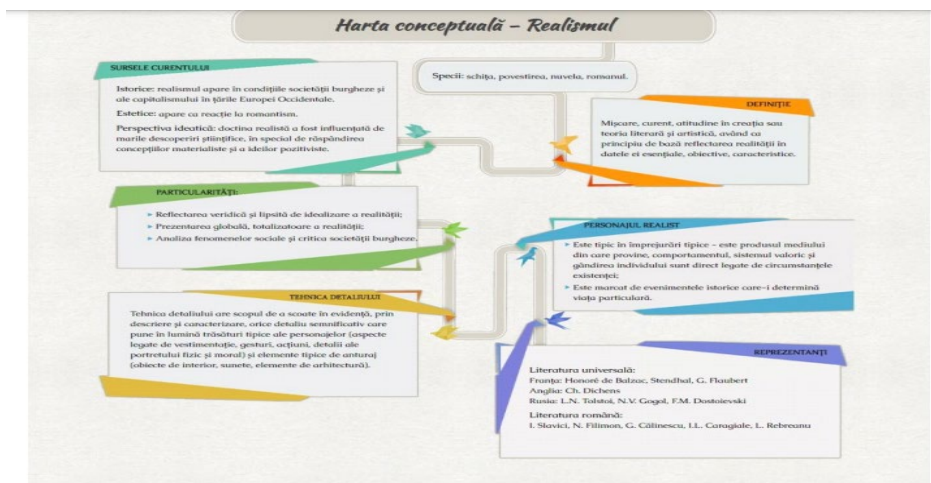 Harta conceptuală – Realismul
SURSELE CURENTULUI
Istorice: realismul apare în condițiile societății burgheze și
ale capitalismului în țările Europei Occidentale.
Estetice: apare ca reacție la romantism.
Perspectiva ideatică: doctrina realistă a fost influențată de
marile descoperiri științifice, în special de răspândirea
concepțiilor materialiste și a ideilor pozitiviste.
Specii: schița, povestirea, nuvela, romanul.
DEFINIȚIE
Mișcare, curent, atitudine în creația sau
teoria literară și artistică, având ca
principiu de bază reflectarea realității în
datele ei esențiale, obiective, caracteristice.
PARTICULARITĂȚI:
➤ Reflectarea veridică și lipsită de idealizare a realității;
➤ Prezentarea globală, totalizatoare a realității;
➤ Analiza fenomenelor sociale și critica societății burgheze.
PERSONAJUL REALIST
➤ Este tipic în împrejurări tipice – este produsul mediului
din care provine, comportamentul, sistemul valoric și
gândirea individului sunt direct legate de circumstanțele
existenței;
➤ Este marcat de evenimentele istorice care-i determină
viața particulară.
TEHNICA DETALIULUI
Tehnica detaliului are scopul de a scoate în evidență, prin
descriere și caracterizare, orice detaliu semnificativ care
pune în lumină trăsături tipice ale personajelor (aspecte
legate de vestimentație, gesturi, acțiuni, detalii ale
portretului fizic și moral) și elemente tipice de anturaj
(obiecte de interior, sunete, elemente de arhitectură).
REPREZENTANȚI
Literatura universală:
Franța: Honoré de Balzac, Stendhal, G. Flaubert
Anglia: Ch. Dichens
Rusia: L.N. Tolstoi, N.V. Gogol, F.M. Dostoievski
Literatura română:
I. Slavici, N. Filimon, G. Călinescu, I.L. Caragiale, L. Rebreanu